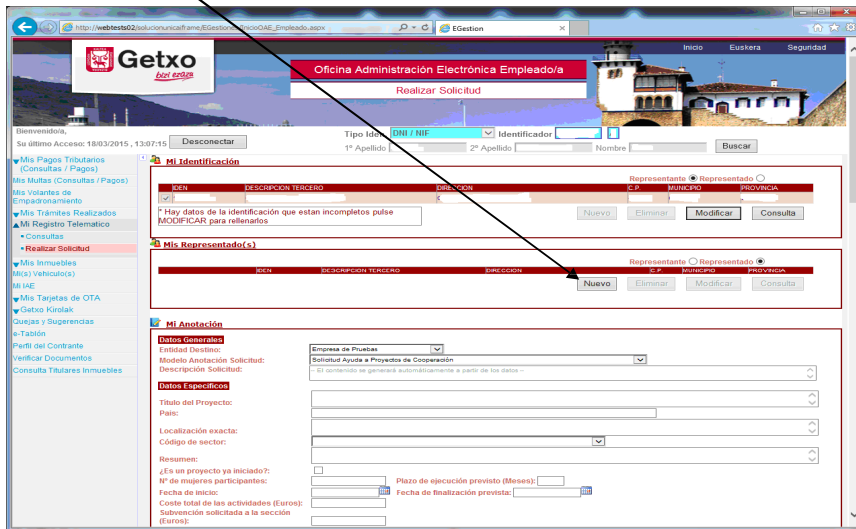 http://webtests02/solucionunicaiframe/EGestiones/InicioOAE_Empleado.aspx
EGestion
Getxo
bizi ezazu
Inicio Euskera Seguridad
Oficina Administración Electrónica Empleado/a
Realizar Solicitud
Bienvenido/a,
Su último Acceso: 18/03/2015 , 13:07:15
Desconectar
Tipo Iden DNI / NIF Identificador
1º Apellido 2º Apellido Nombre Buscar
Mis Pagos Tributarios
(Consultas / Pagos)
Mis Multas (Consultas / Pagos)
Mis Volantes de
Empadronamiento
Mis Trámites Realizados
Mi Registro Telematico
Consultas
Realizar Solicitud
Mis Inmuebles
Mi(s) Vehículo(s)
Mi IAE
Mis Tarjetas de OTA
Getxo Kirolak
Quejas y Sugerencias
e-Tablón
Perfil del Contrante
Verificar Documentos
Consulta Titulares Inmuebles
Mi Identificación
Representante Representado
IDEN DESCRIPCION TERCERO DIRECCION C.P. MUNICIPIO PROVINCIA
* Hay datos de la identificación que estan incompletos pulse
MODIFICAR para rellenarlos
Nuevo Eliminar Modificar Consulta
Mis Representado(s)
Representante Representado
IDEN DESCRIPCION TERCERO DIRECCION C.P. MUNICIPIO PROVINCIA
Nuevo Eliminar Modificar Consulta
Mi Anotación
Datos Generales
Entidad Destino: Empresa de Pruebas
Modelo Anotación Solicitud: Solicitud Ayuda a Proyectos de Cooperación
Descripción Solicitud: -- El contenido se generará automáticamente a partir de los datos --
Datos Específicos
Título del Proyecto:
País:
Localización exacta:
Código de sector:
Resumen:
¿Es un proyecto ya iniciado?:
Nº de mujeres participantes: Plazo de ejecución previsto (Meses):
Fecha de inicio: Fecha de finalización prevista:
Coste total de las actividades (Euros):
Subvención solicitada a la sección
(Euros):